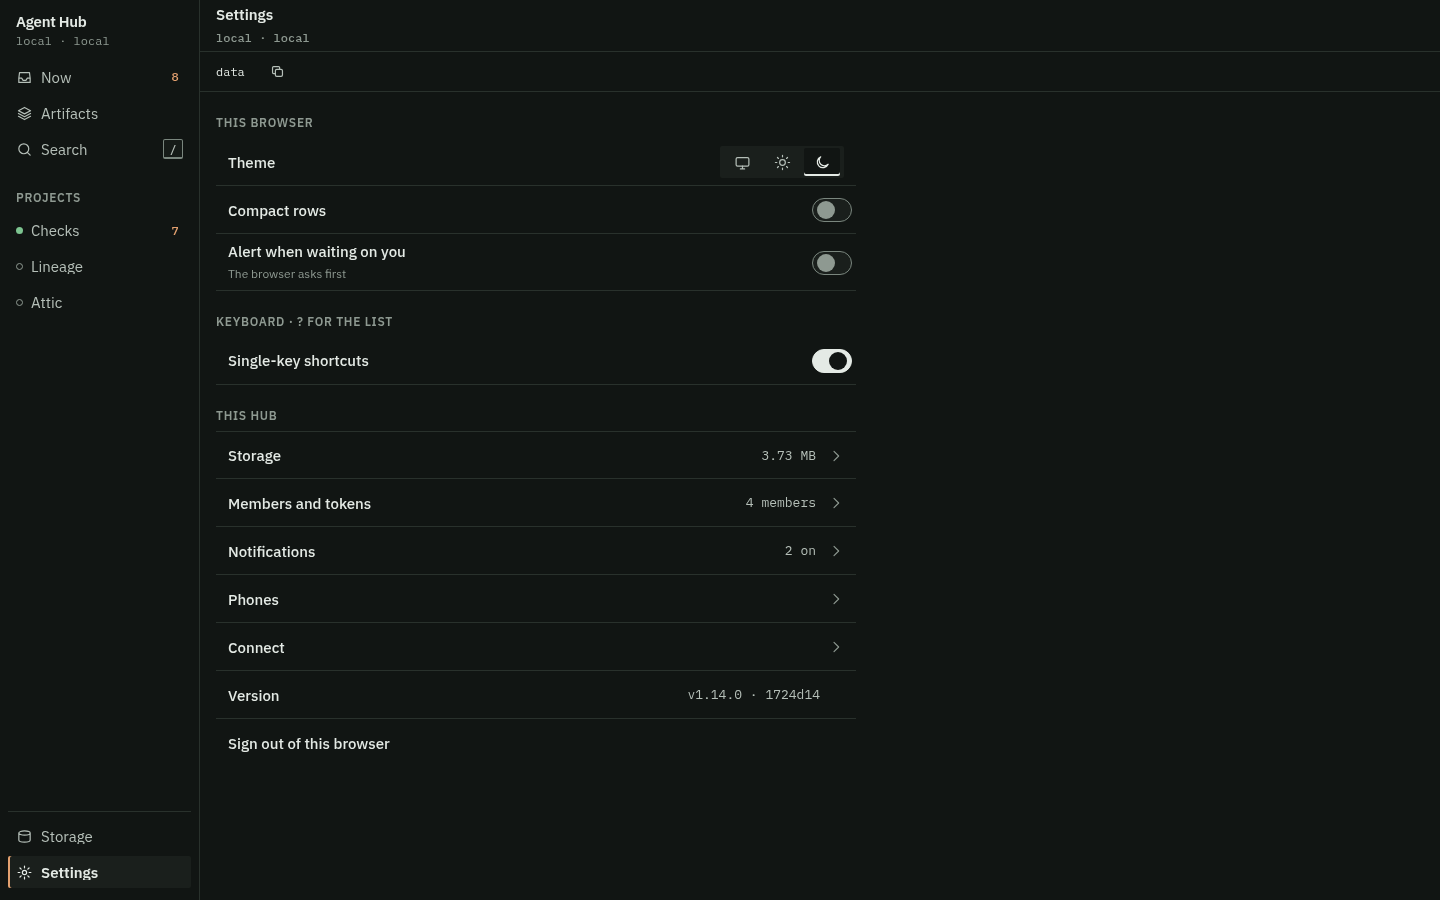 Agent Hub
local · local
Now 8
Artifacts
Search /
PROJECTS
Checks 7
Lineage
Attic
Storage
Settings
Settings
local · local
data
THIS BROWSER
Theme
Compact rows
Alert when waiting on you
The browser asks first
KEYBOARD · ? FOR THE LIST
Single-key shortcuts
THIS HUB
Storage 3.73 MB
Members and tokens 4 members
Notifications 2 on
Phones
Connect
Version v1.14.0 · 1724d14
Sign out of this browser